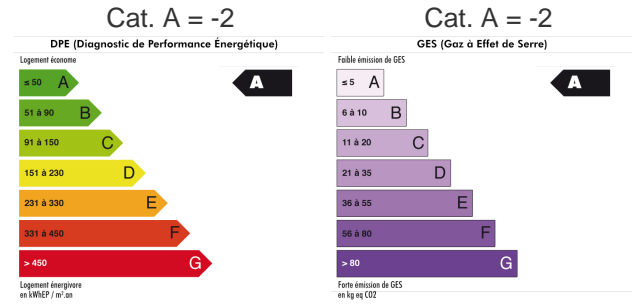 Cat. A = -2
DPE (Diagnostic de Performance Énergétique)
Logement économe
≤ 50 A
A
51 à 90 B
91 à 150 C
151 à 230 D
231 à 330 E
331 à 450 F
> 450 G
Logement énergivore
en kWhEP / m².an
Cat. A = -2
GES (Gaz à Effet de Serre)
Faible émission de GES
≤ 5 A
A
6 à 10 B
11 à 20 C
21 à 35 D
36 à 55 E
56 à 80 F
> 80 G
Forte émission de GES
en kg eq CO2